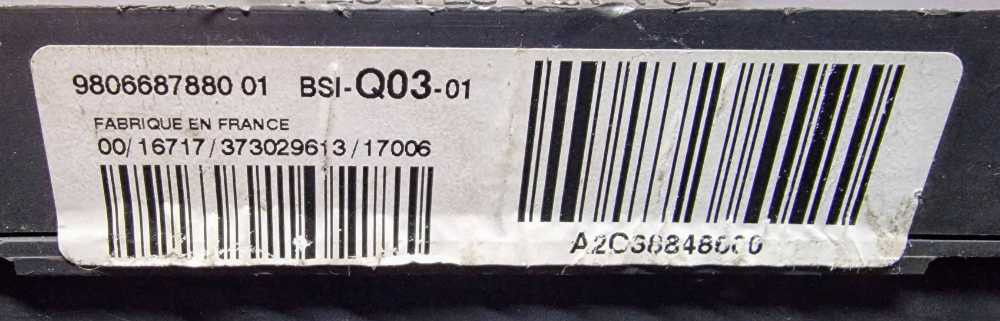 9806687880 01 BSI-Q03-01
FABRIQUE EN FRANCE
00/16717/373029613/17006